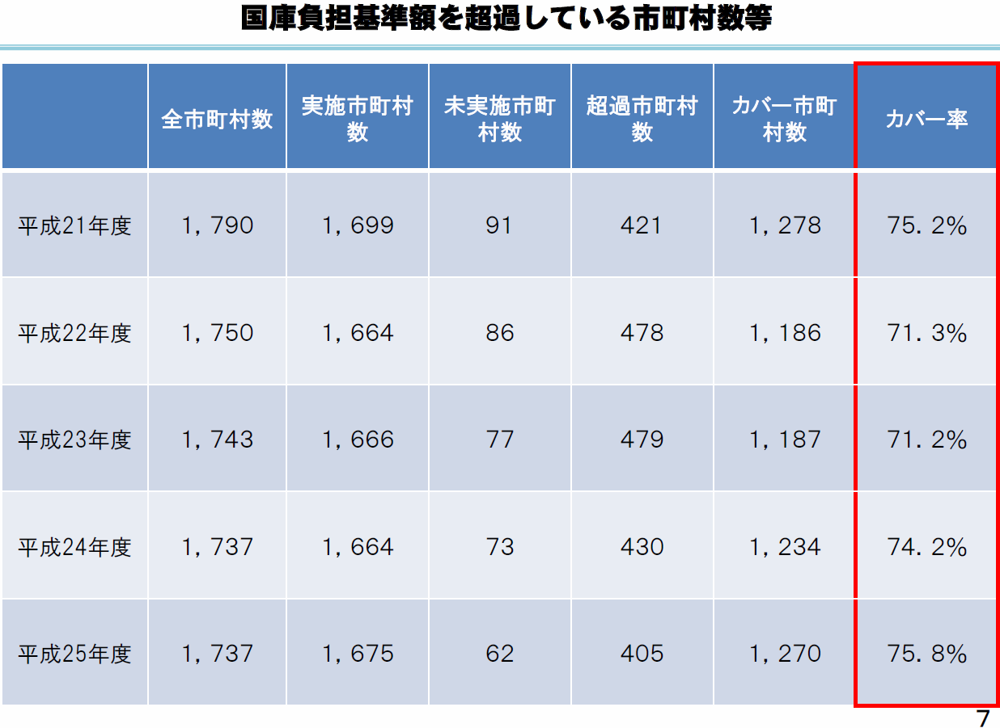 国庫負担基準額を超過している市町村数等
全市町村数 実施市町村数 未実施市町村数 超過市町村数 カバー市町村数 カバー率
平成21年度 1,790 1,699 91 421 1,278 75.2%
平成22年度 1,750 1,664 86 478 1,186 71.3%
平成23年度 1,743 1,666 77 479 1,187 71.2%
平成24年度 1,737 1,664 73 430 1,234 74.2%
平成25年度 1,737 1,675 62 405 1,270 75.8%
7